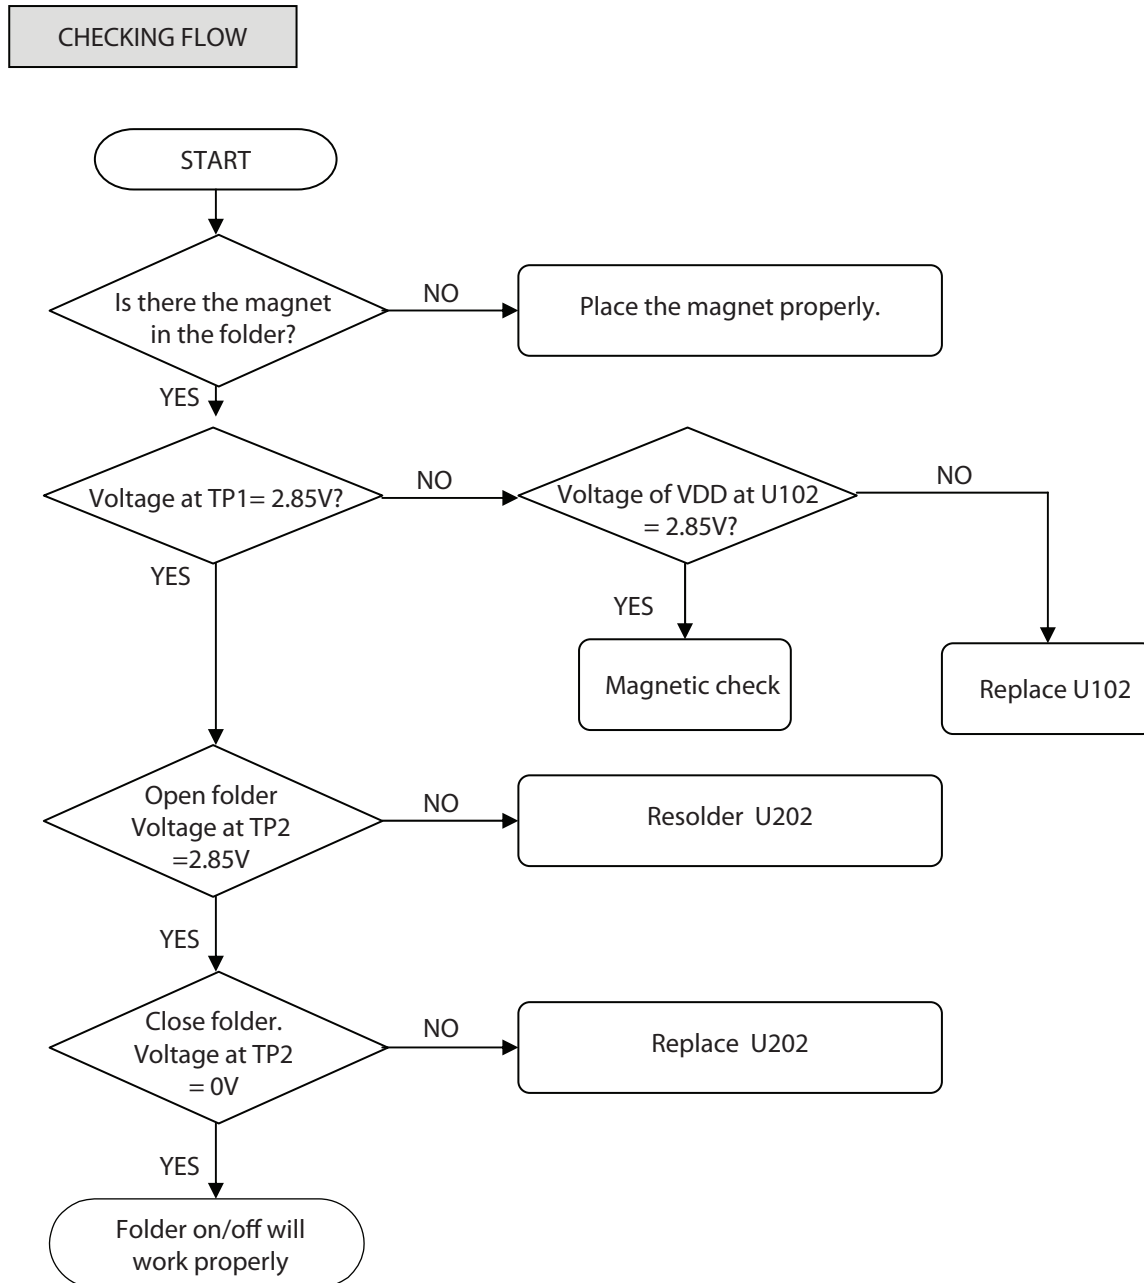 CHECKING FLOW
START
Is there the magnet
in the folder?
NO
Place the magnet properly.
YES
Voltage at TP1= 2.85V?
NO
Voltage of VDD at U102
= 2.85V?
NO
YES
YES
Magnetic check
Replace U102
Open folder
Voltage at TP2
=2.85V
NO
Resolder U202
YES
Close folder.
Voltage at TP2
= 0V
NO
Replace U202
YES
Folder on/off will
work properly